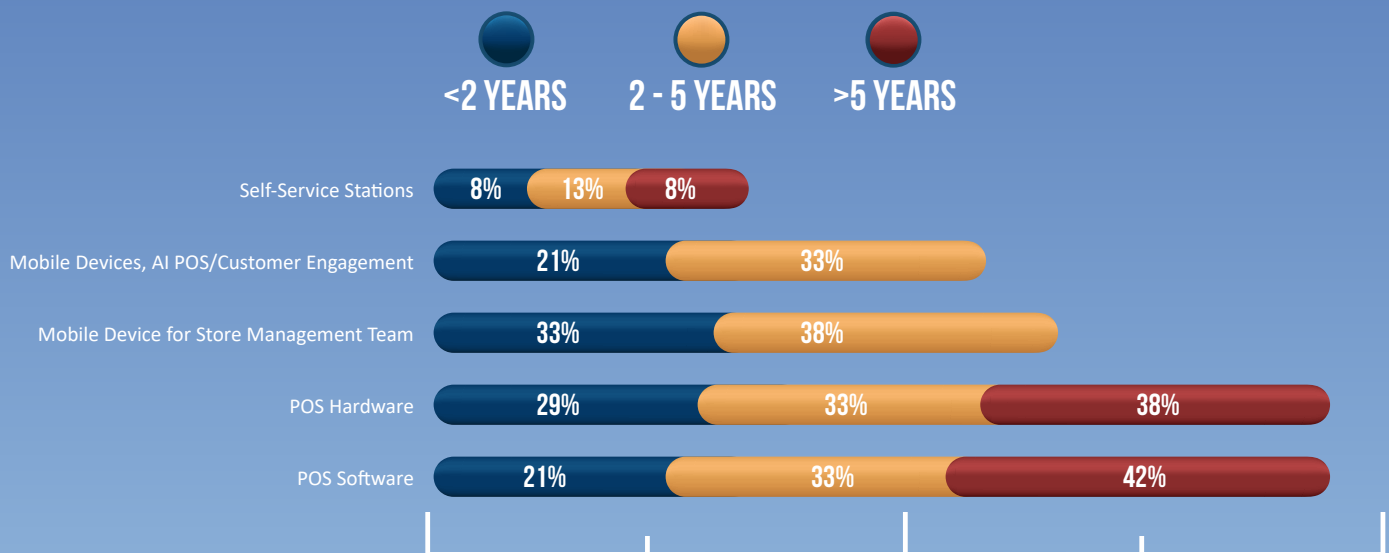 <2 YEARS 2 - 5 YEARS >5 YEARS
Self-Service Stations 8% 13% 8%
Mobile Devices, AI POS/Customer Engagement 21% 33%
Mobile Device for Store Management Team 33% 38%
POS Hardware 29% 33% 38%
POS Software 21% 33% 42%